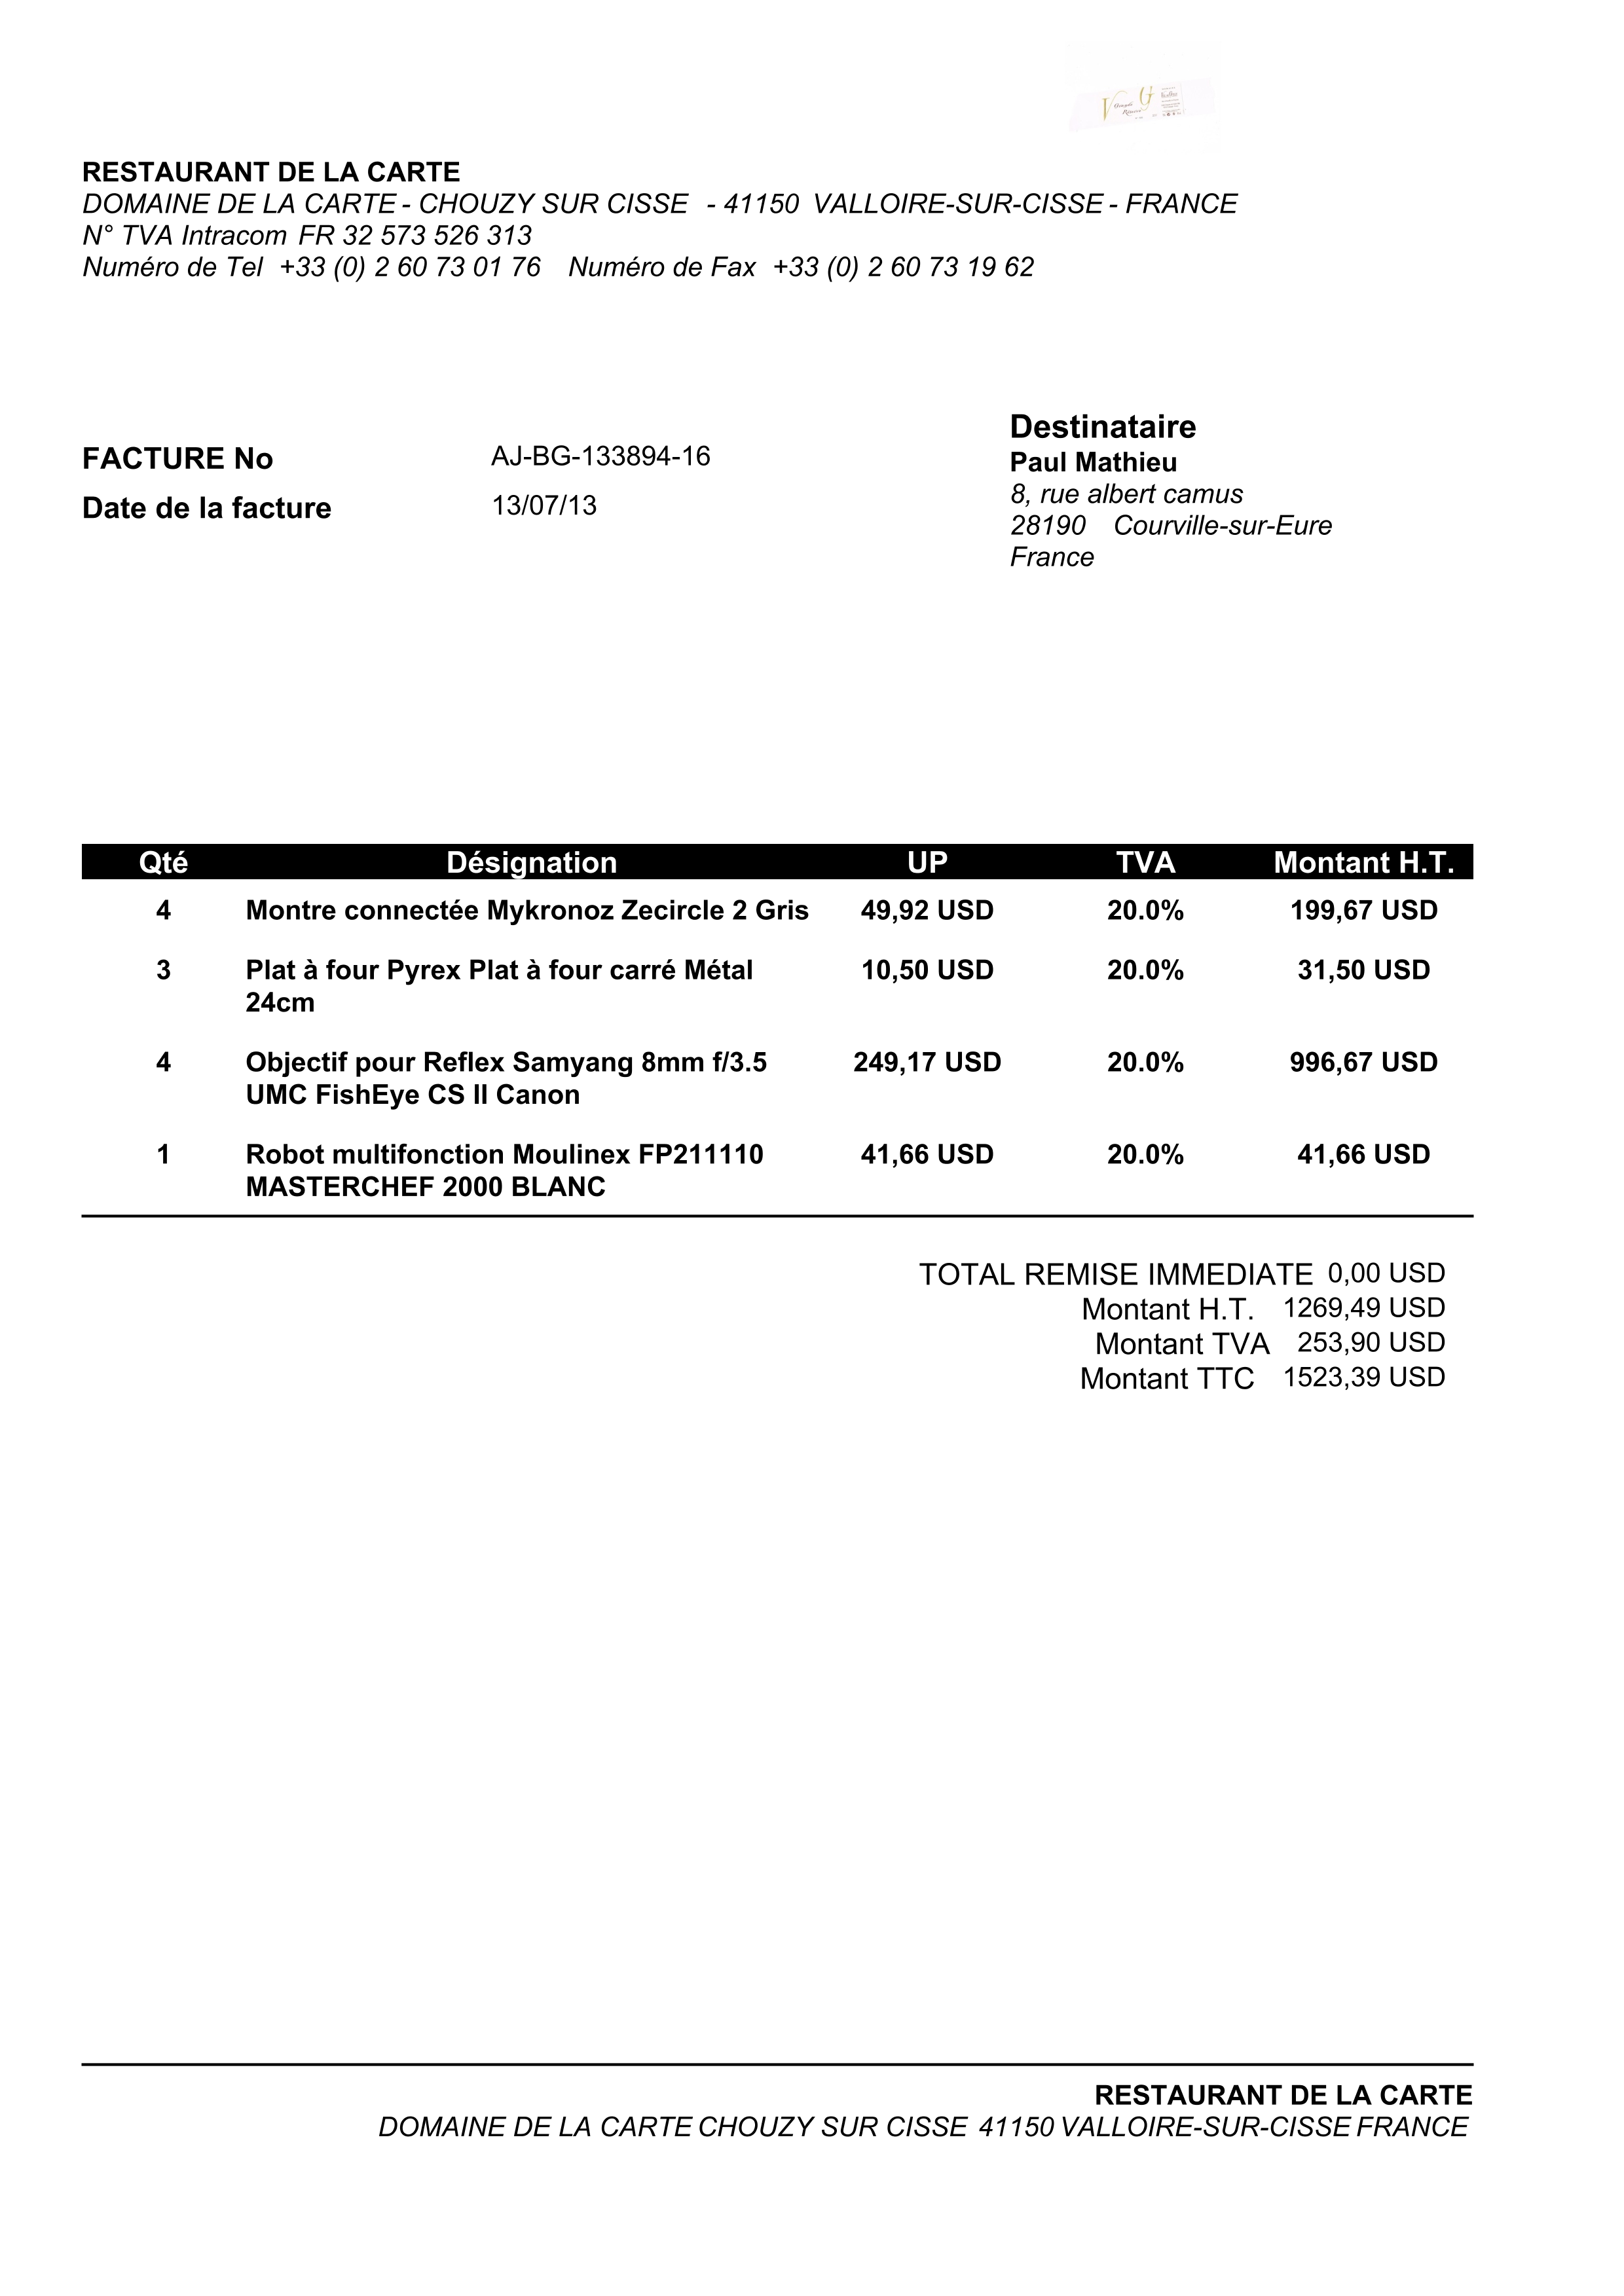 V G
RESTAURANT DE LA CARTE
DOMAINE DE LA CARTE - CHOUZY SUR CISSE - 41150 VALLOIRE-SUR-CISSE - FRANCE
N° TVA Intracom FR 32 573 526 313
Numéro de Tel +33 (0) 2 60 73 01 76 Numéro de Fax +33 (0) 2 60 73 19 62
FACTURE No AJ-BG-133894-16
Date de la facture 13/07/13
Destinataire
Paul Mathieu
8, rue albert camus
28190 Courville-sur-Eure
France
Qté Désignation UP TVA Montant H.T.
4 Montre connectée Mykronoz Zecircle 2 Gris 49,92 USD 20.0% 199,67 USD
3 Plat à four Pyrex Plat à four carré Métal 10,50 USD 20.0% 31,50 USD
24cm
4 Objectif pour Reflex Samyang 8mm f/3.5 249,17 USD 20.0% 996,67 USD
UMC FishEye CS II Canon
1 Robot multifonction Moulinex FP211110 41,66 USD 20.0% 41,66 USD
MASTERCHEF 2000 BLANC
TOTAL REMISE IMMEDIATE 0,00 USD
Montant H.T. 1269,49 USD
Montant TVA 253,90 USD
Montant TTC 1523,39 USD
RESTAURANT DE LA CARTE
DOMAINE DE LA CARTE CHOUZY SUR CISSE 41150 VALLOIRE-SUR-CISSE FRANCE